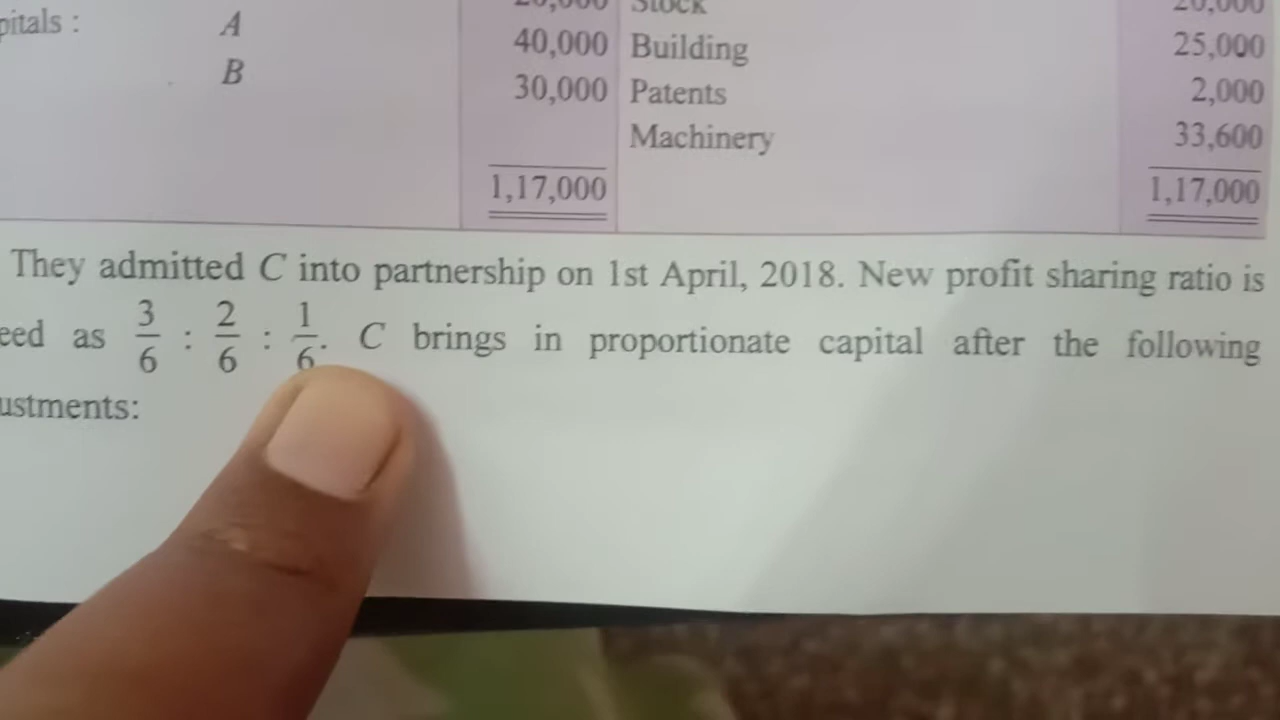 pitals : A 40,000 Building 25,000
B 30,000 Patents 2,000
Machinery 33,600
1,17,000 1,17,000
They admitted C into partnership on 1st April, 2018. New profit sharing ratio is
eed as 3/6 : 2/6 : 1/6. C brings in proportionate capital after the following
ustments: